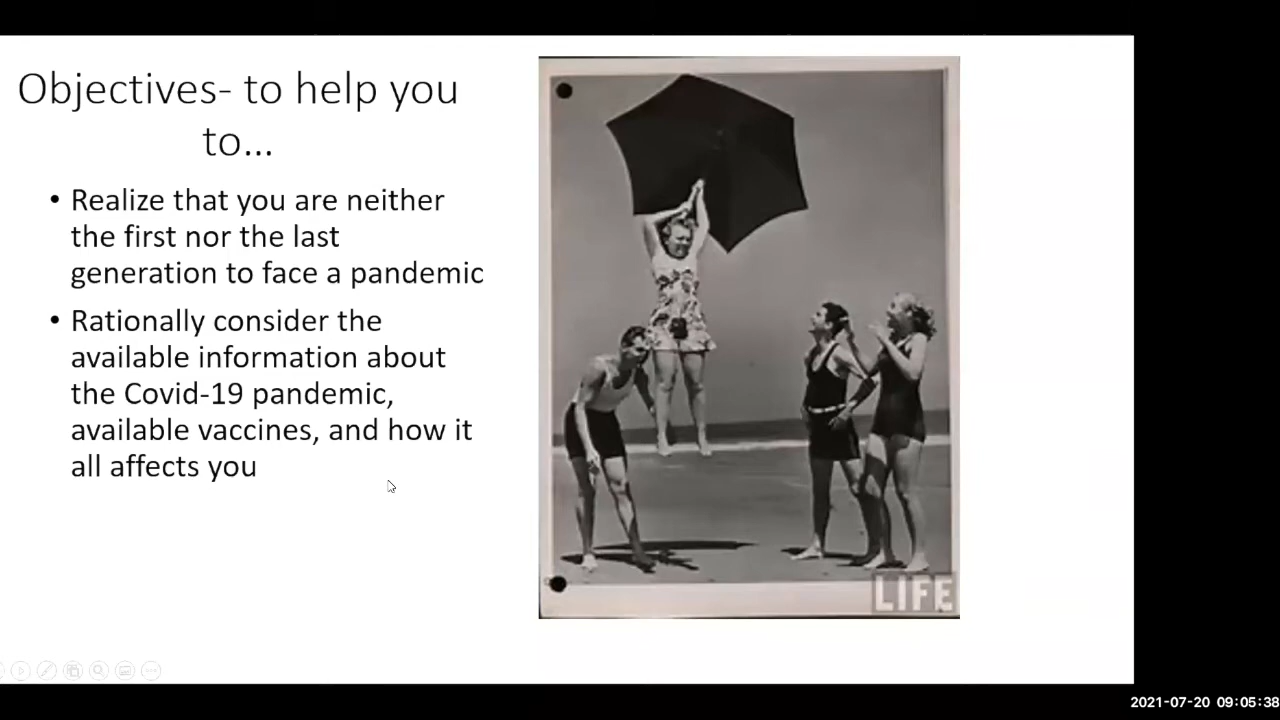 Objectives- to help you
to...
• Realize that you are neither
the first nor the last
generation to face a pandemic
• Rationally consider the
available information about
the Covid-19 pandemic,
available vaccines, and how it
all affects you
LIFE
2021-07-20 09:05:38